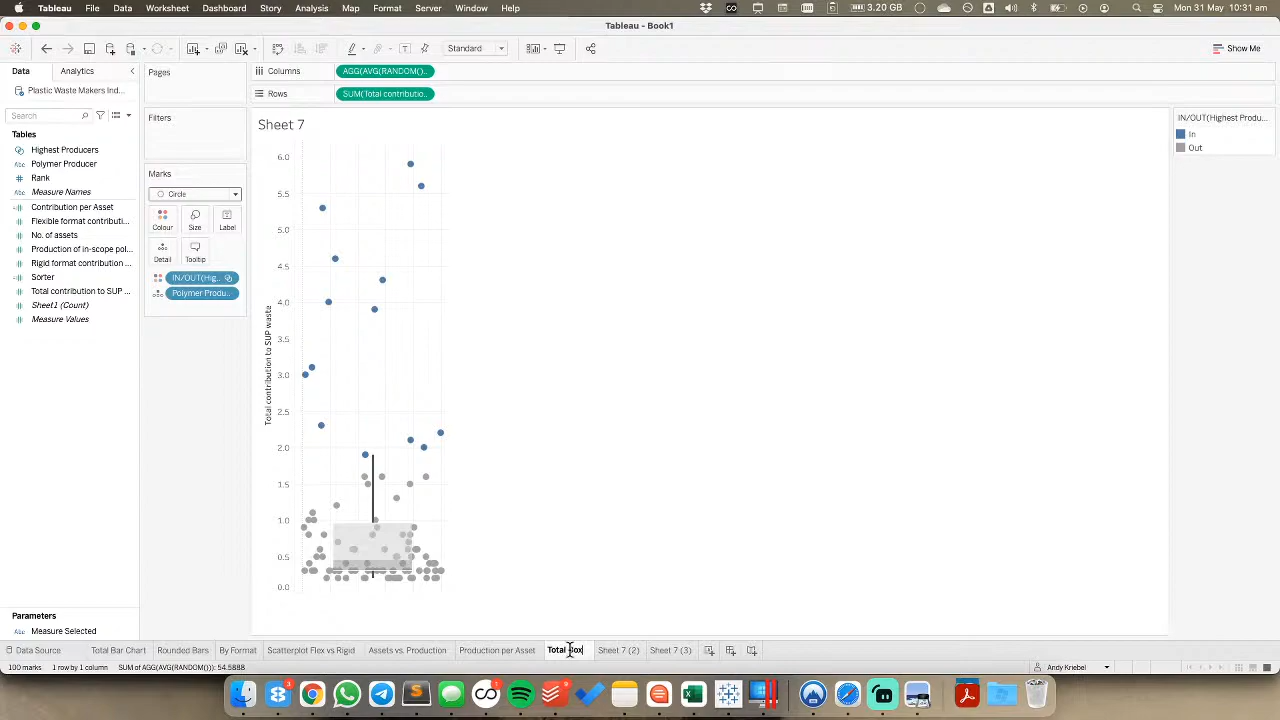 Tableau File Data Worksheet Dashboard Story Analysis Map Format Server Window Help 3.20 GB Wed May 11 10:31 am
Tableau - Book1
Standard
Show Me
Data Analytics
Pages
Columns
AGG(AVG(RANDOM()..
Plastic Waste Makers Ind...
Rows
SUM(Total contributio..
Search
Filters
Sheet 7
IN/OUT(Highest Produ...
Tables
In
Highest Producers
Out
Abc Polymer Producer
Marks
Rank
Abc Measure Names
Circle
Contribution per Asset
Flexible format contributi...
Colour Size Label
No. of assets
Production of in-scope pol...
Detail Tooltip
Rigid format contribution ...
Sorter
IN/OUT(Hig..
Total contribution to SUP ...
Polymer Produ..
Sheet1 (Count)
Measure Values
6.0
5.5
5.0
4.5
4.0
3.5
3.0
2.5
2.0
1.5
1.0
0.5
0.0
Total contribution to SUP waste
Parameters
Abc Measure Selected
Data Source Total Bar Chart Rounded Bars By Format Scatterplot Flex vs Rigid Assets vs. Production Production per Asset Total Box Sheet 7 (2) Sheet 7 (3)
100 marks 1 row by 1 column SUM of AGG(AVG(RANDOM())): 54.5888 Andy Kriebel